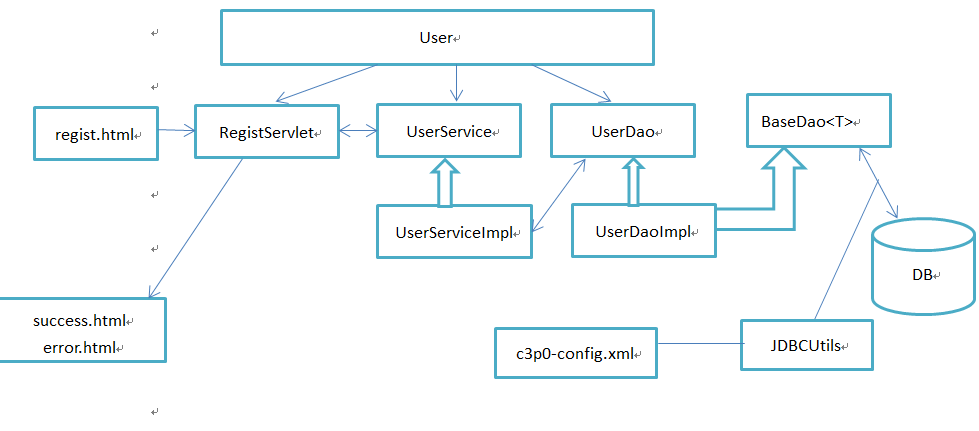 User
regist.html
RegistServlet
UserService
UserDao
BaseDao<T>
UserServiceImpl
UserDaoImpl
DB
success.html
error.html
c3p0-config.xml
JDBCUtils